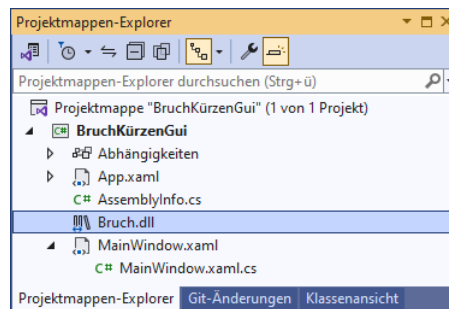 Projektmappen-Explorer
Projektmappen-Explorer durchsuchen (Strg+ü)
Projektmappe "BruchKürzenGui" (1 von 1 Projekt)
C# BruchKürzenGui
Abhängigkeiten
App.xaml
C# AssemblyInfo.cs
Bruch.dll
MainWindow.xaml
C# MainWindow.xaml.cs
Projektmappen-Explorer Git-Änderungen Klassenansicht